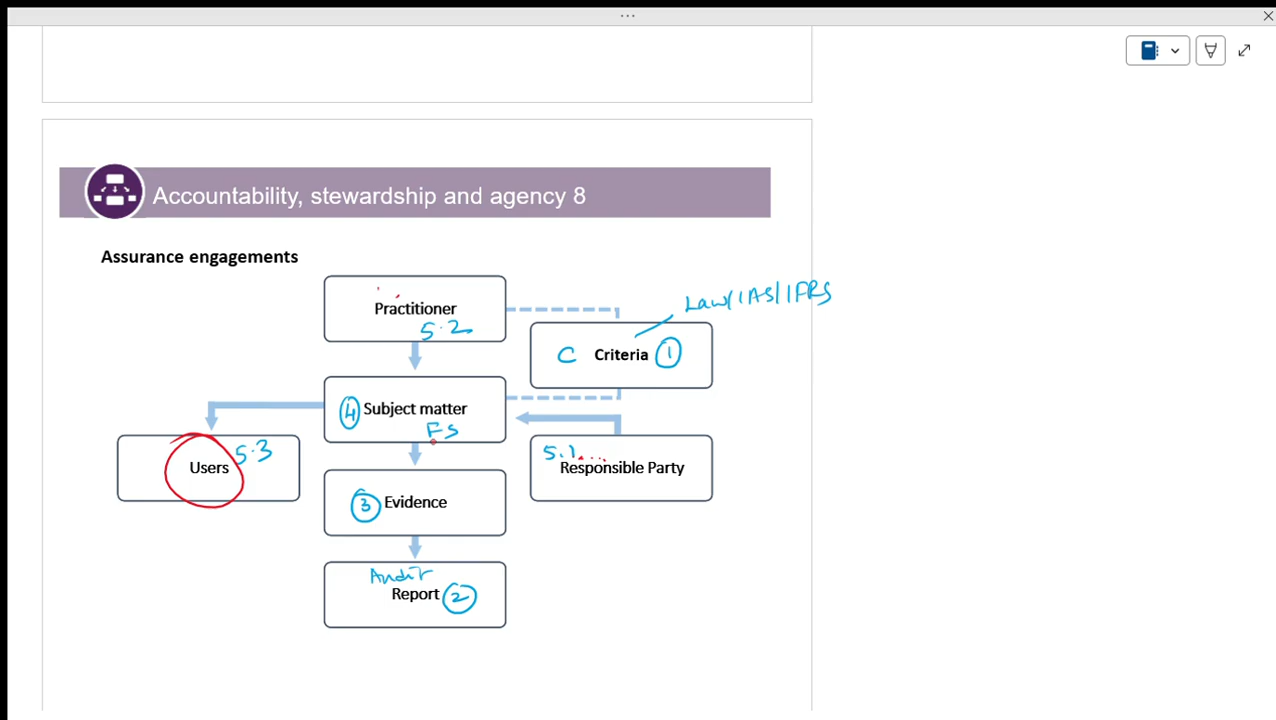 Accountability, stewardship and agency 8
Assurance engagements
Law/IAS/IFRS
Practitioner
5.2
C Criteria 1
4 Subject matter
FS
Users 5.3
5.1
Responsible Party
3 Evidence
Audit
Report 2